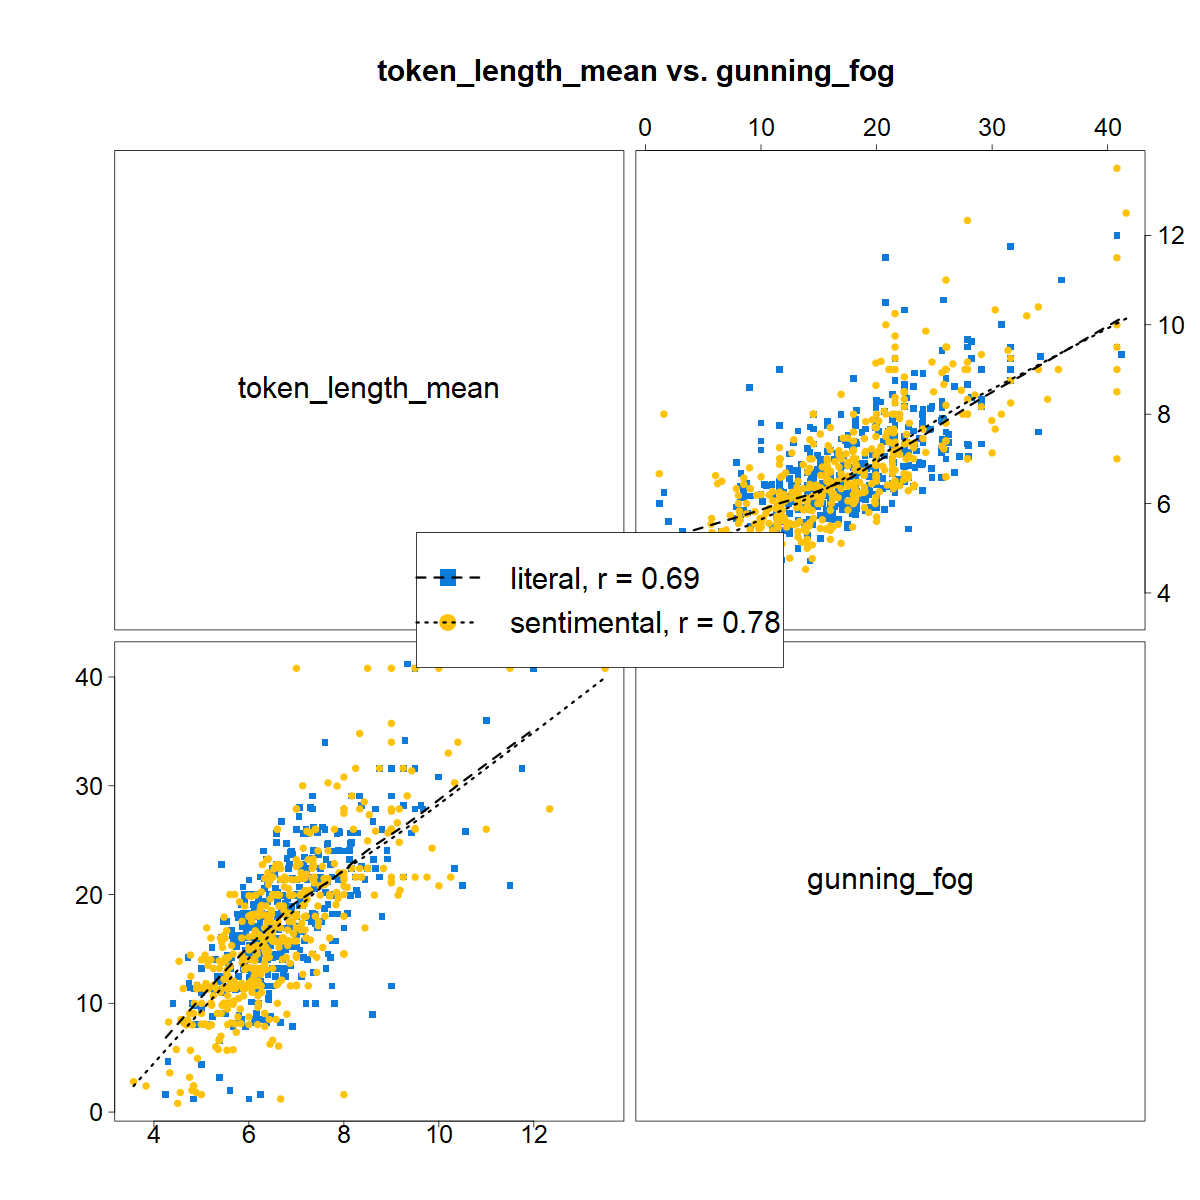 token_length_mean vs. gunning_fog
0 10 20 30 40
token_length_mean
12
10
8
6
4
literal, r = 0.69
sentimental, r = 0.78
40
30
20
10
0
gunning_fog
4 6 8 10 12